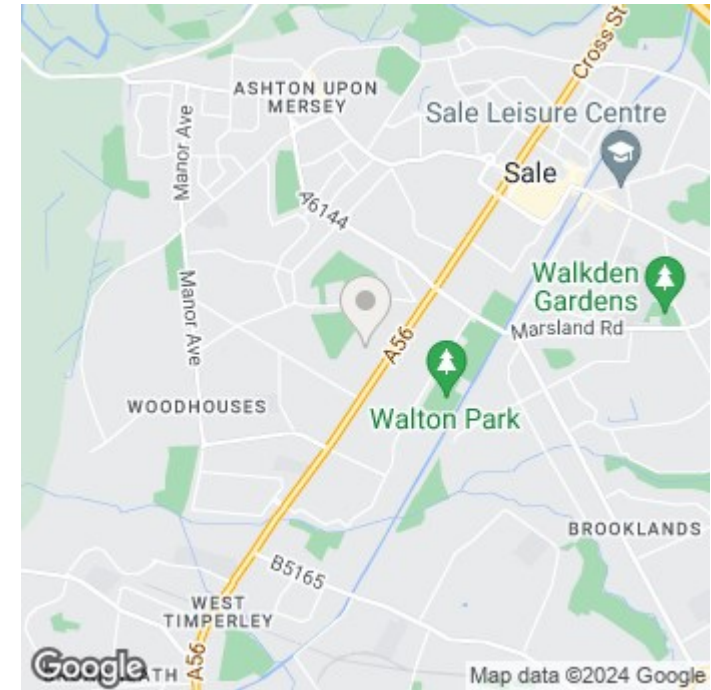 Cross St
ASHTON UPON
MERSEY
Sale Leisure Centre
Manor Ave
Sale
A6144
Walkden
Gardens
Manor Ave
Marsland Rd
A56
WOODHOUSES
Walton Park
BROOKLANDS
B5165
WEST
TIMPERLEY
A56
Google
Map data ©2024 Google